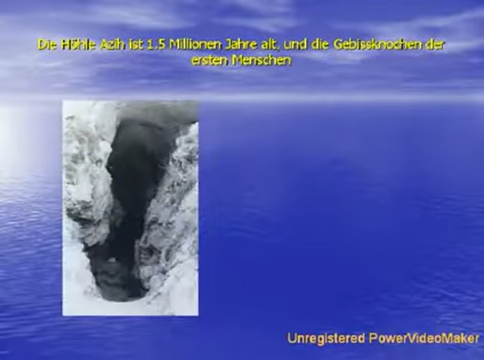 Die Höhle Azih ist 1.5 Millionen Jahre alt, und die Gebissknochen der
ersten Menschen
Unregistered PowerVideoMaker